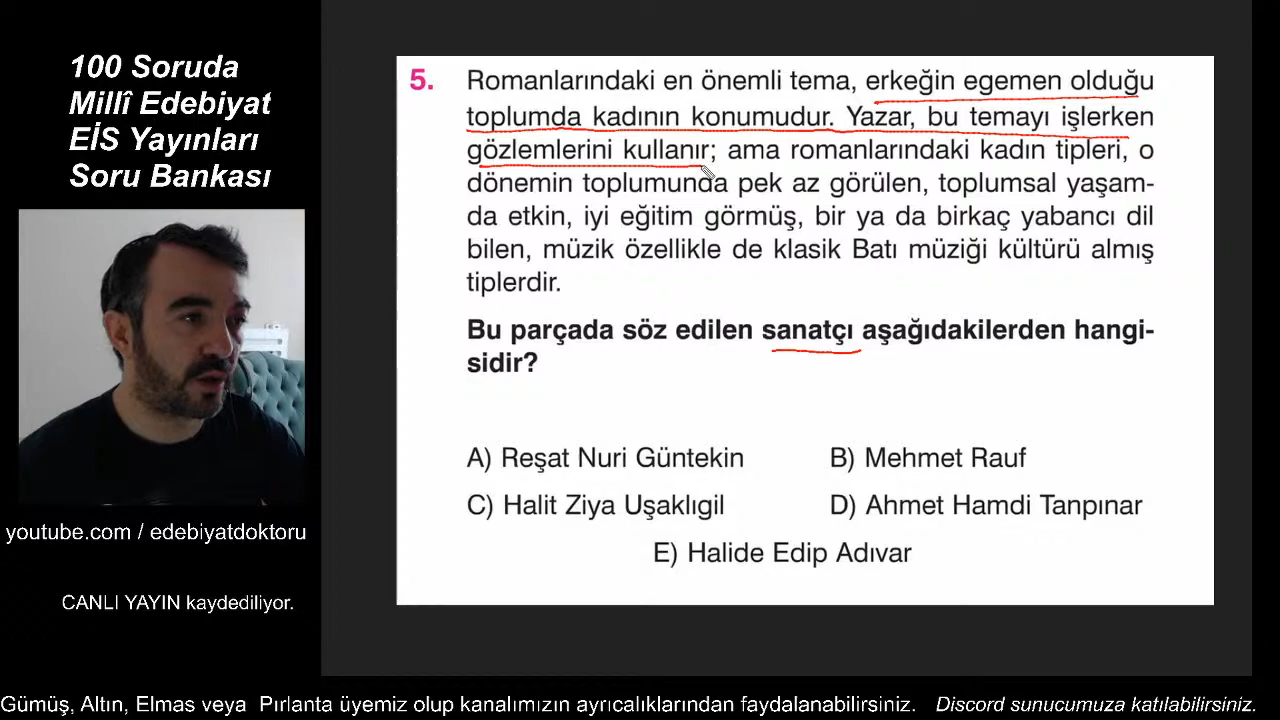 100 Soruda
Millî Edebiyat
EİS Yayınları
Soru Bankası
youtube.com / edebiyatdoktoru
CANLI YAYIN kaydediliyor.
5. Romanlarındaki en önemli tema, erkeğin egemen olduğu
toplumda kadının konumudur. Yazar, bu temayı işlerken
gözlemlerini kullanır; ama romanlarındaki kadın tipleri, o
dönemin toplumunda pek az görülen, toplumsal yaşam-
da etkin, iyi eğitim görmüş, bir ya da birkaç yabancı dil
bilen, müzik özellikle de klasik Batı müziği kültürü almış
tiplerdir.
Bu parçada söz edilen sanatçı aşağıdakilerden hangi-
sidir?
A) Reşat Nuri Güntekin B) Mehmet Rauf
C) Halit Ziya Uşaklıgil D) Ahmet Hamdi Tanpınar
E) Halide Edip Adıvar
Gümüş, Altın, Elmas veya Pırlanta üyemiz olup kanalımızın ayrıcalıklarından faydalanabilirsiniz. Discord sunucumuza katılabilirsiniz.